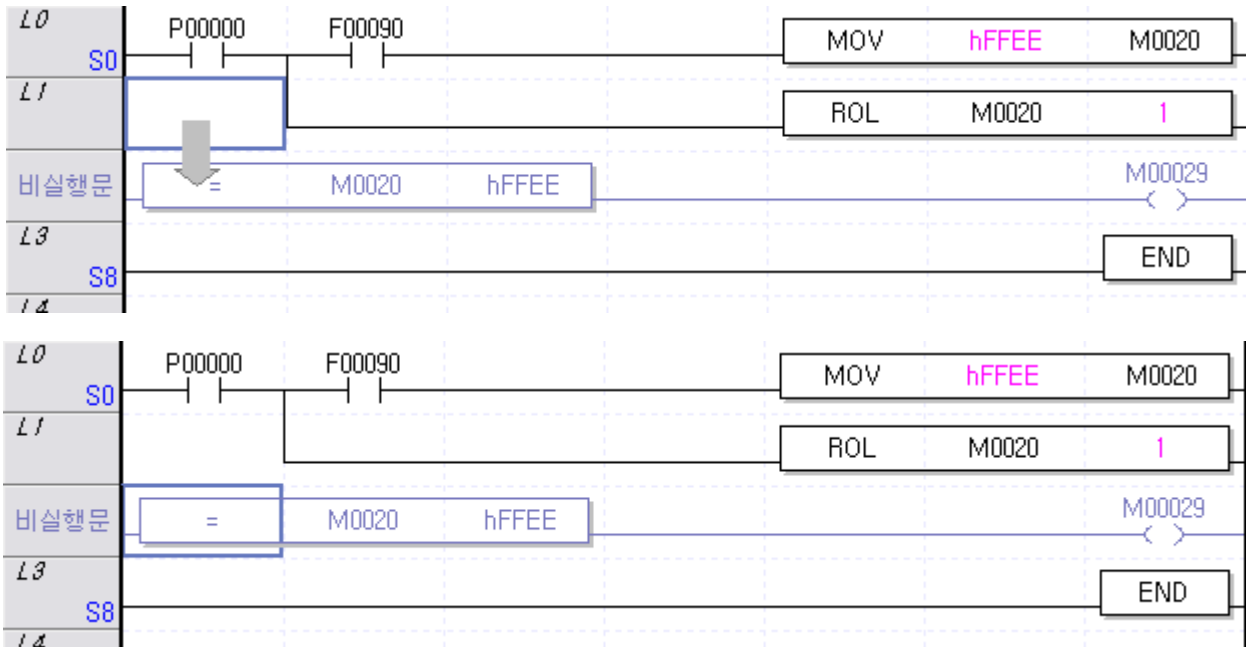 L0 P00000 F00090 MOV hFFEE M0020
S0
L1 ROL M0020 1
비실행문 = M0020 hFFEE M00029
L3 END
S8
L4
L0 P00000 F00090 MOV hFFEE M0020
S0
L1 ROL M0020 1
비실행문 = M0020 hFFEE M00029
L3 END
S8
L4